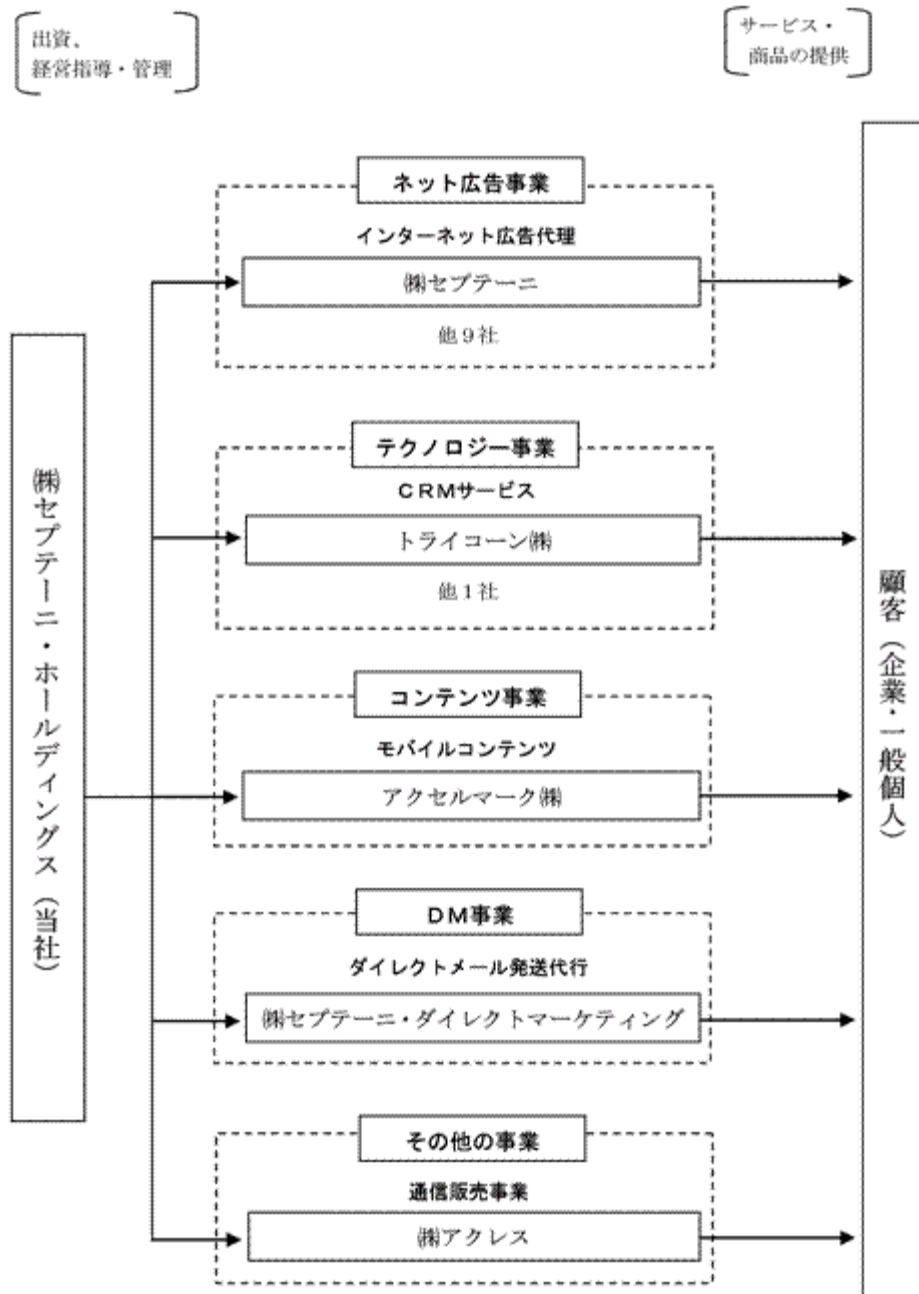 出資、
経営指導・管理
サービス・
商品の提供
ネット広告事業
インターネット広告代理
㈱セプテーニ
他９社
テクノロジー事業
ＣＲＭサービス
トライコーン㈱
他１社
コンテンツ事業
モバイルコンテンツ
アクセルマーク㈱
ＤＭ事業
ダイレクトメール発送代行
㈱セプテーニ・ダイレクトマーケティング
その他の事業
通信販売事業
㈱アクレス
㈱セプテーニ・ホールディングス（当社）
顧客（企業・一般個人）